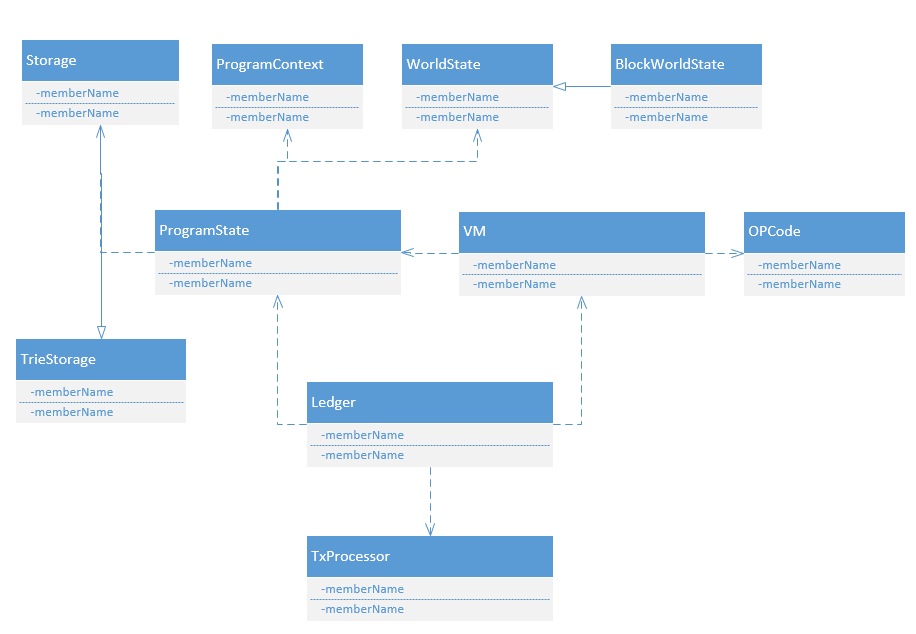 Storage
-memberName
-memberName
ProgramContext
-memberName
-memberName
WorldState
-memberName
-memberName
BlockWorldState
-memberName
-memberName
ProgramState
-memberName
-memberName
VM
-memberName
-memberName
OPCode
-memberName
-memberName
TrieStorage
-memberName
-memberName
Ledger
-memberName
-memberName
TxProcessor
-memberName
-memberName